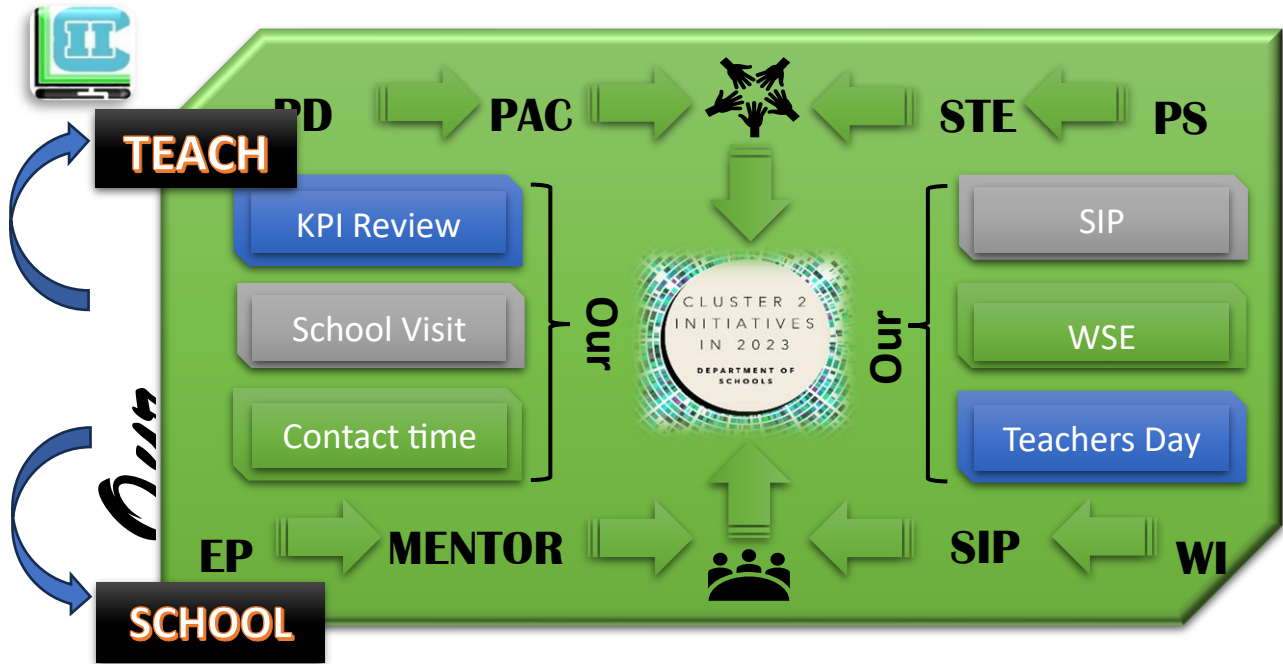 PD
PAC
STE
PS
TEACH
KPI Review
School Visit
Contact time
Our
CLUSTER 2
INITIATIVES
IN 2023
DEPARTMENT OF
SCHOOLS
Our
SIP
WSE
Teachers Day
EP
MENTOR
SIP
WI
SCHOOL